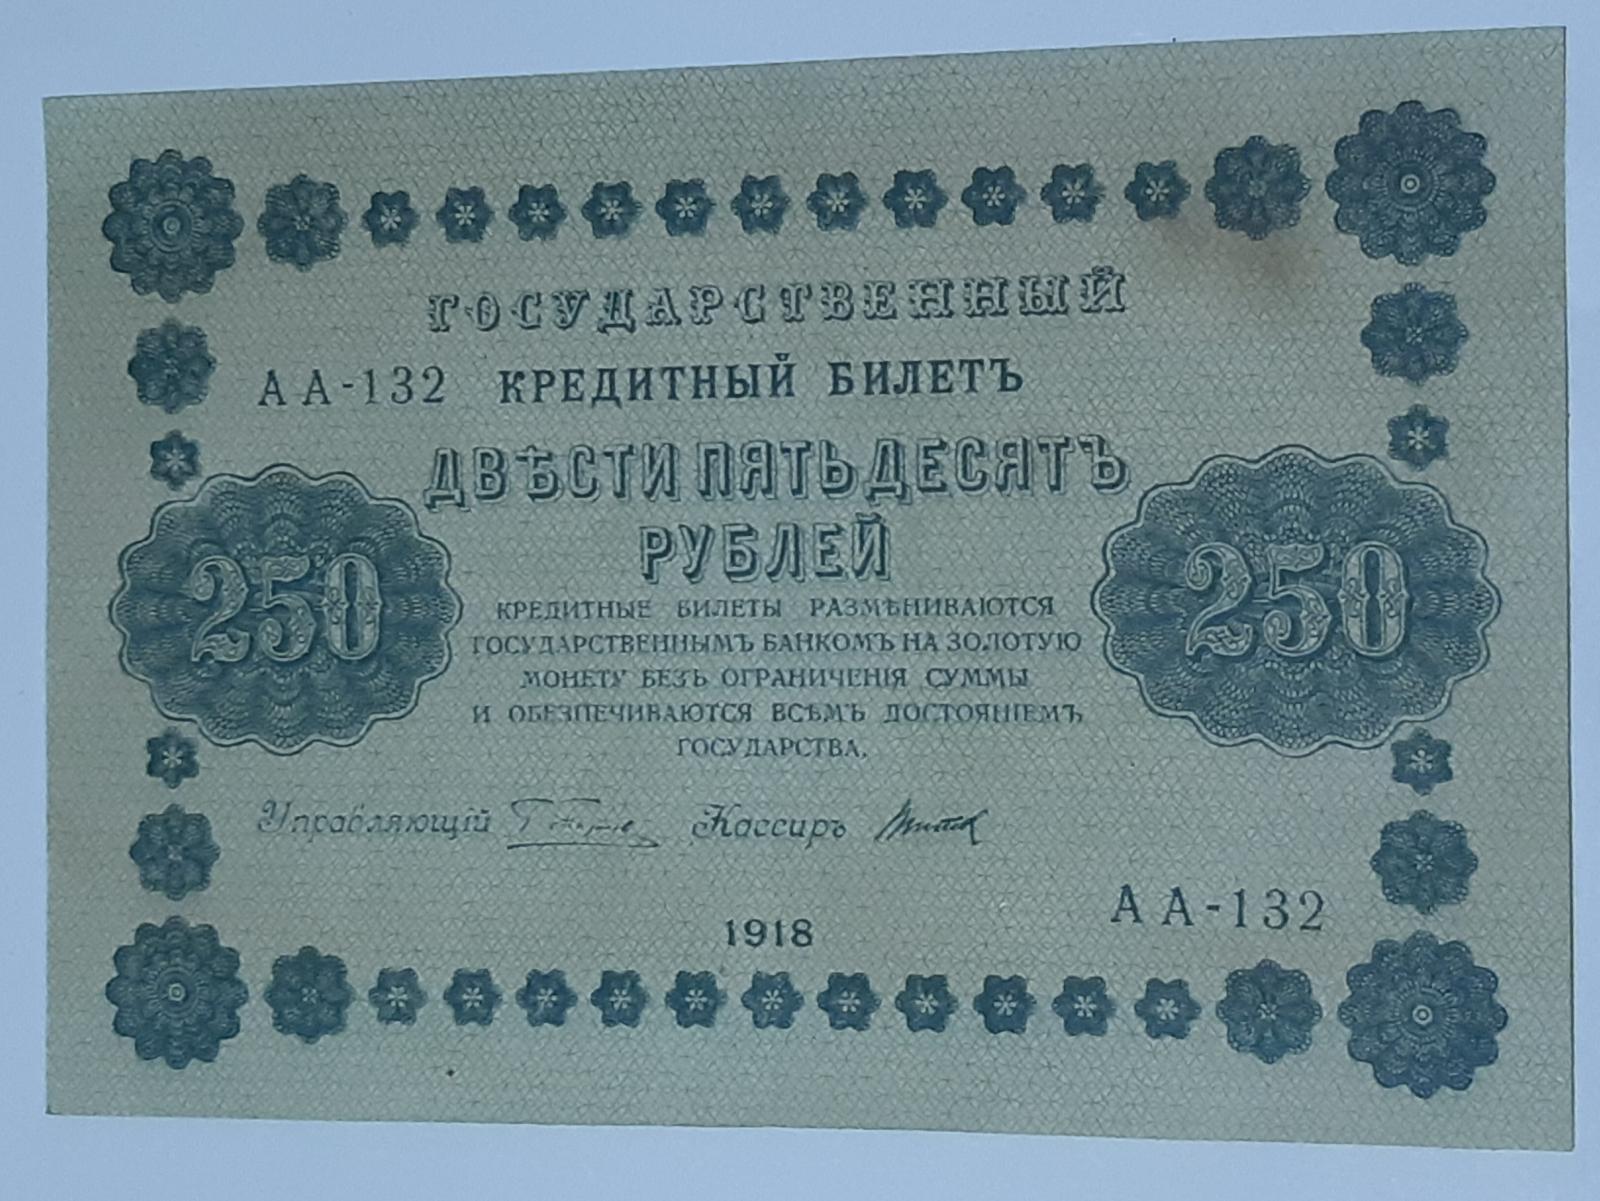 ГОСУДАРСТВЕННЫЙ
АА-132 КРЕДИТНЫЙ БИЛЕТЪ
ДВѢСТИ ПЯТЬДЕСЯТЪ
РУБЛЕЙ
250 250
КРЕДИТНЫЕ БИЛЕТЫ РАЗМѢНИВАЮТСЯ
ГОСУДАРСТВЕННЫМЪ БАНКОМЪ НА ЗОЛОТУЮ
МОНЕТУ БЕЗЪ ОГРАНИЧЕНІЯ СУММЫ
И ОБЕЗПЕЧИВАЮТСЯ ВСѢМЪ ДОСТОЯНІЕМЪ
ГОСУДАРСТВА.
Управляющій Кассиръ
АА-132
1918